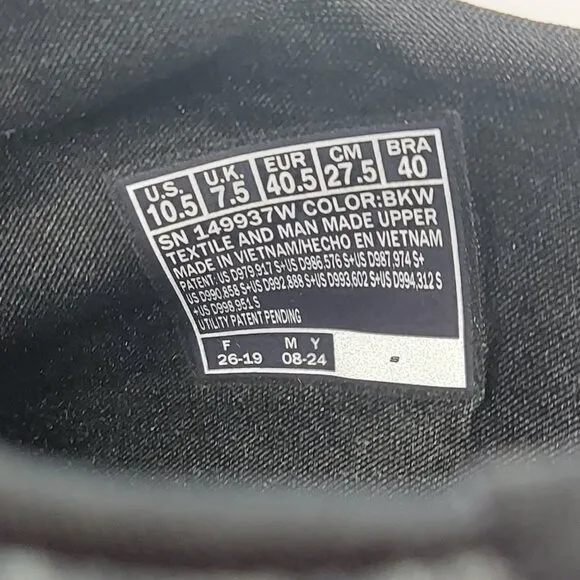 U.S. U.K. EUR CM BRA
10.5 7.5 40.5 27.5 40
SN 149937W COLOR:BKW
TEXTILE AND MAN MADE UPPER
MADE IN VIETNAM/HECHO EN VIETNAM
PATENT: US D979,917 S+US D986,576 S+US D987,974 S+
US D990,858 S+US D992,888 S+US D993,602 S+US D994,312 S
+US D998,951 S
UTILITY PATENT PENDING
F M Y
26-19 08-24
S